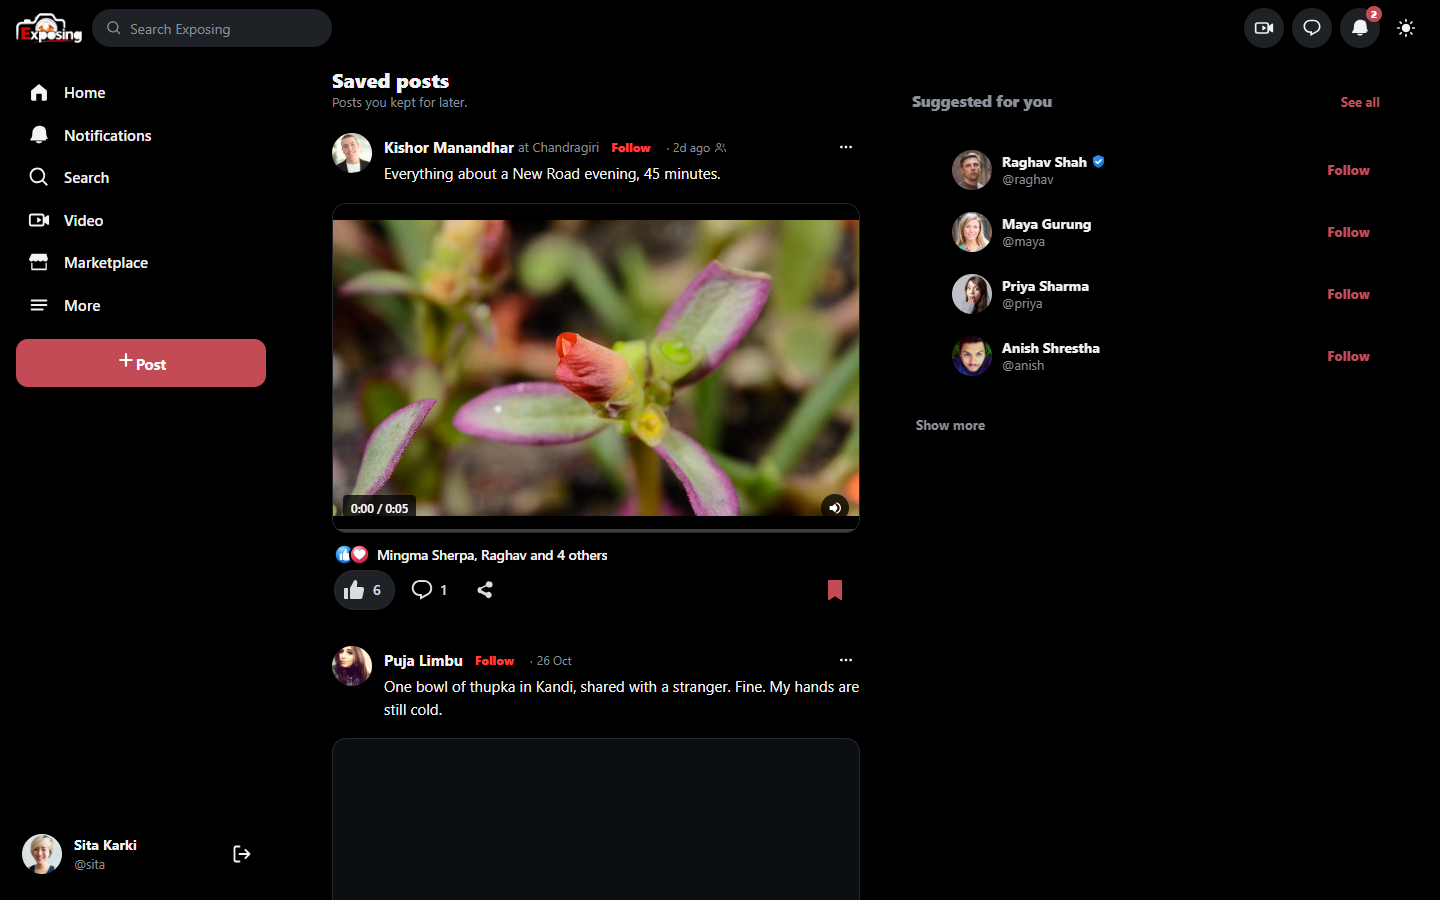 Exposing
Search Exposing
2
Home
Notifications
Search
Video
Marketplace
More
Post
Sita Karki
@sita
Saved posts
Posts you kept for later.
Kishor Manandhar at Chandragiri Follow · 2d ago
Everything about a New Road evening, 45 minutes.
0:00 / 0:05
Mingma Sherpa, Raghav and 4 others
6 1
Puja Limbu Follow · 26 Oct
One bowl of thupka in Kandi, shared with a stranger. Fine. My hands are
still cold.
Suggested for you See all
Raghav Shah
@raghav
Follow
Maya Gurung
@maya
Follow
Priya Sharma
@priya
Follow
Anish Shrestha
@anish
Follow
Show more